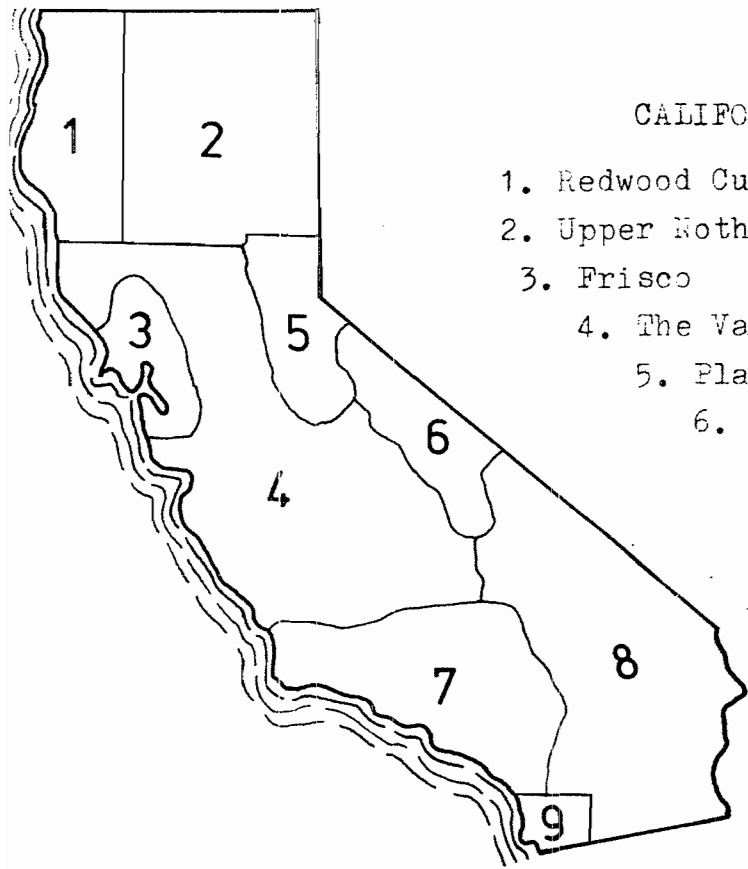 CALIFO
1. Redwood Cu
2. Upper Noth
3. Frisco
4. The Va
5. Pla
6.
1
2
3
5
6
4
7
8
9